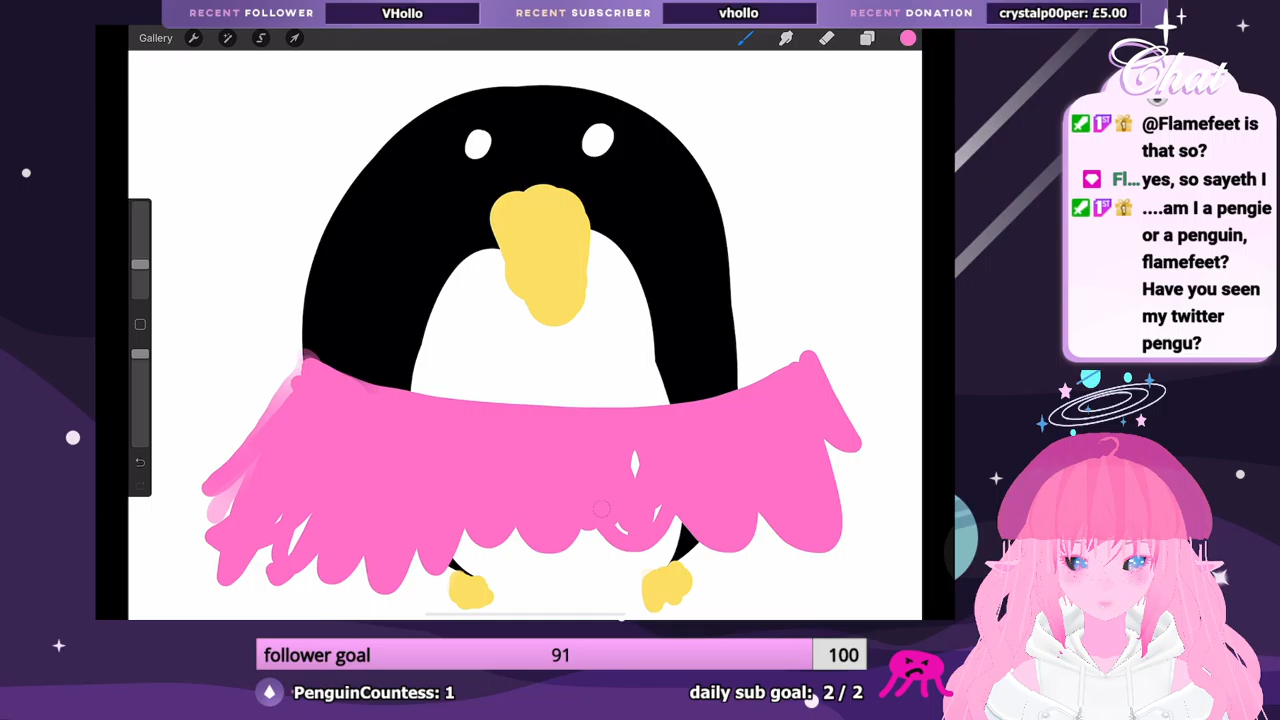 RECENT FOLLOWER VHollo RECENT SUBSCRIBER vhollo RECENT DONATION crystalp00per: £5.00
Gallery
Chat
@Flamefeet is
that so?
Fl... yes, so sayeth I
....am I a pengie
or a penguin,
flamefeet?
Have you seen
my twitter
pengu?
follower goal 91 100
PenguinCountess: 1 daily sub goal: 2 / 2